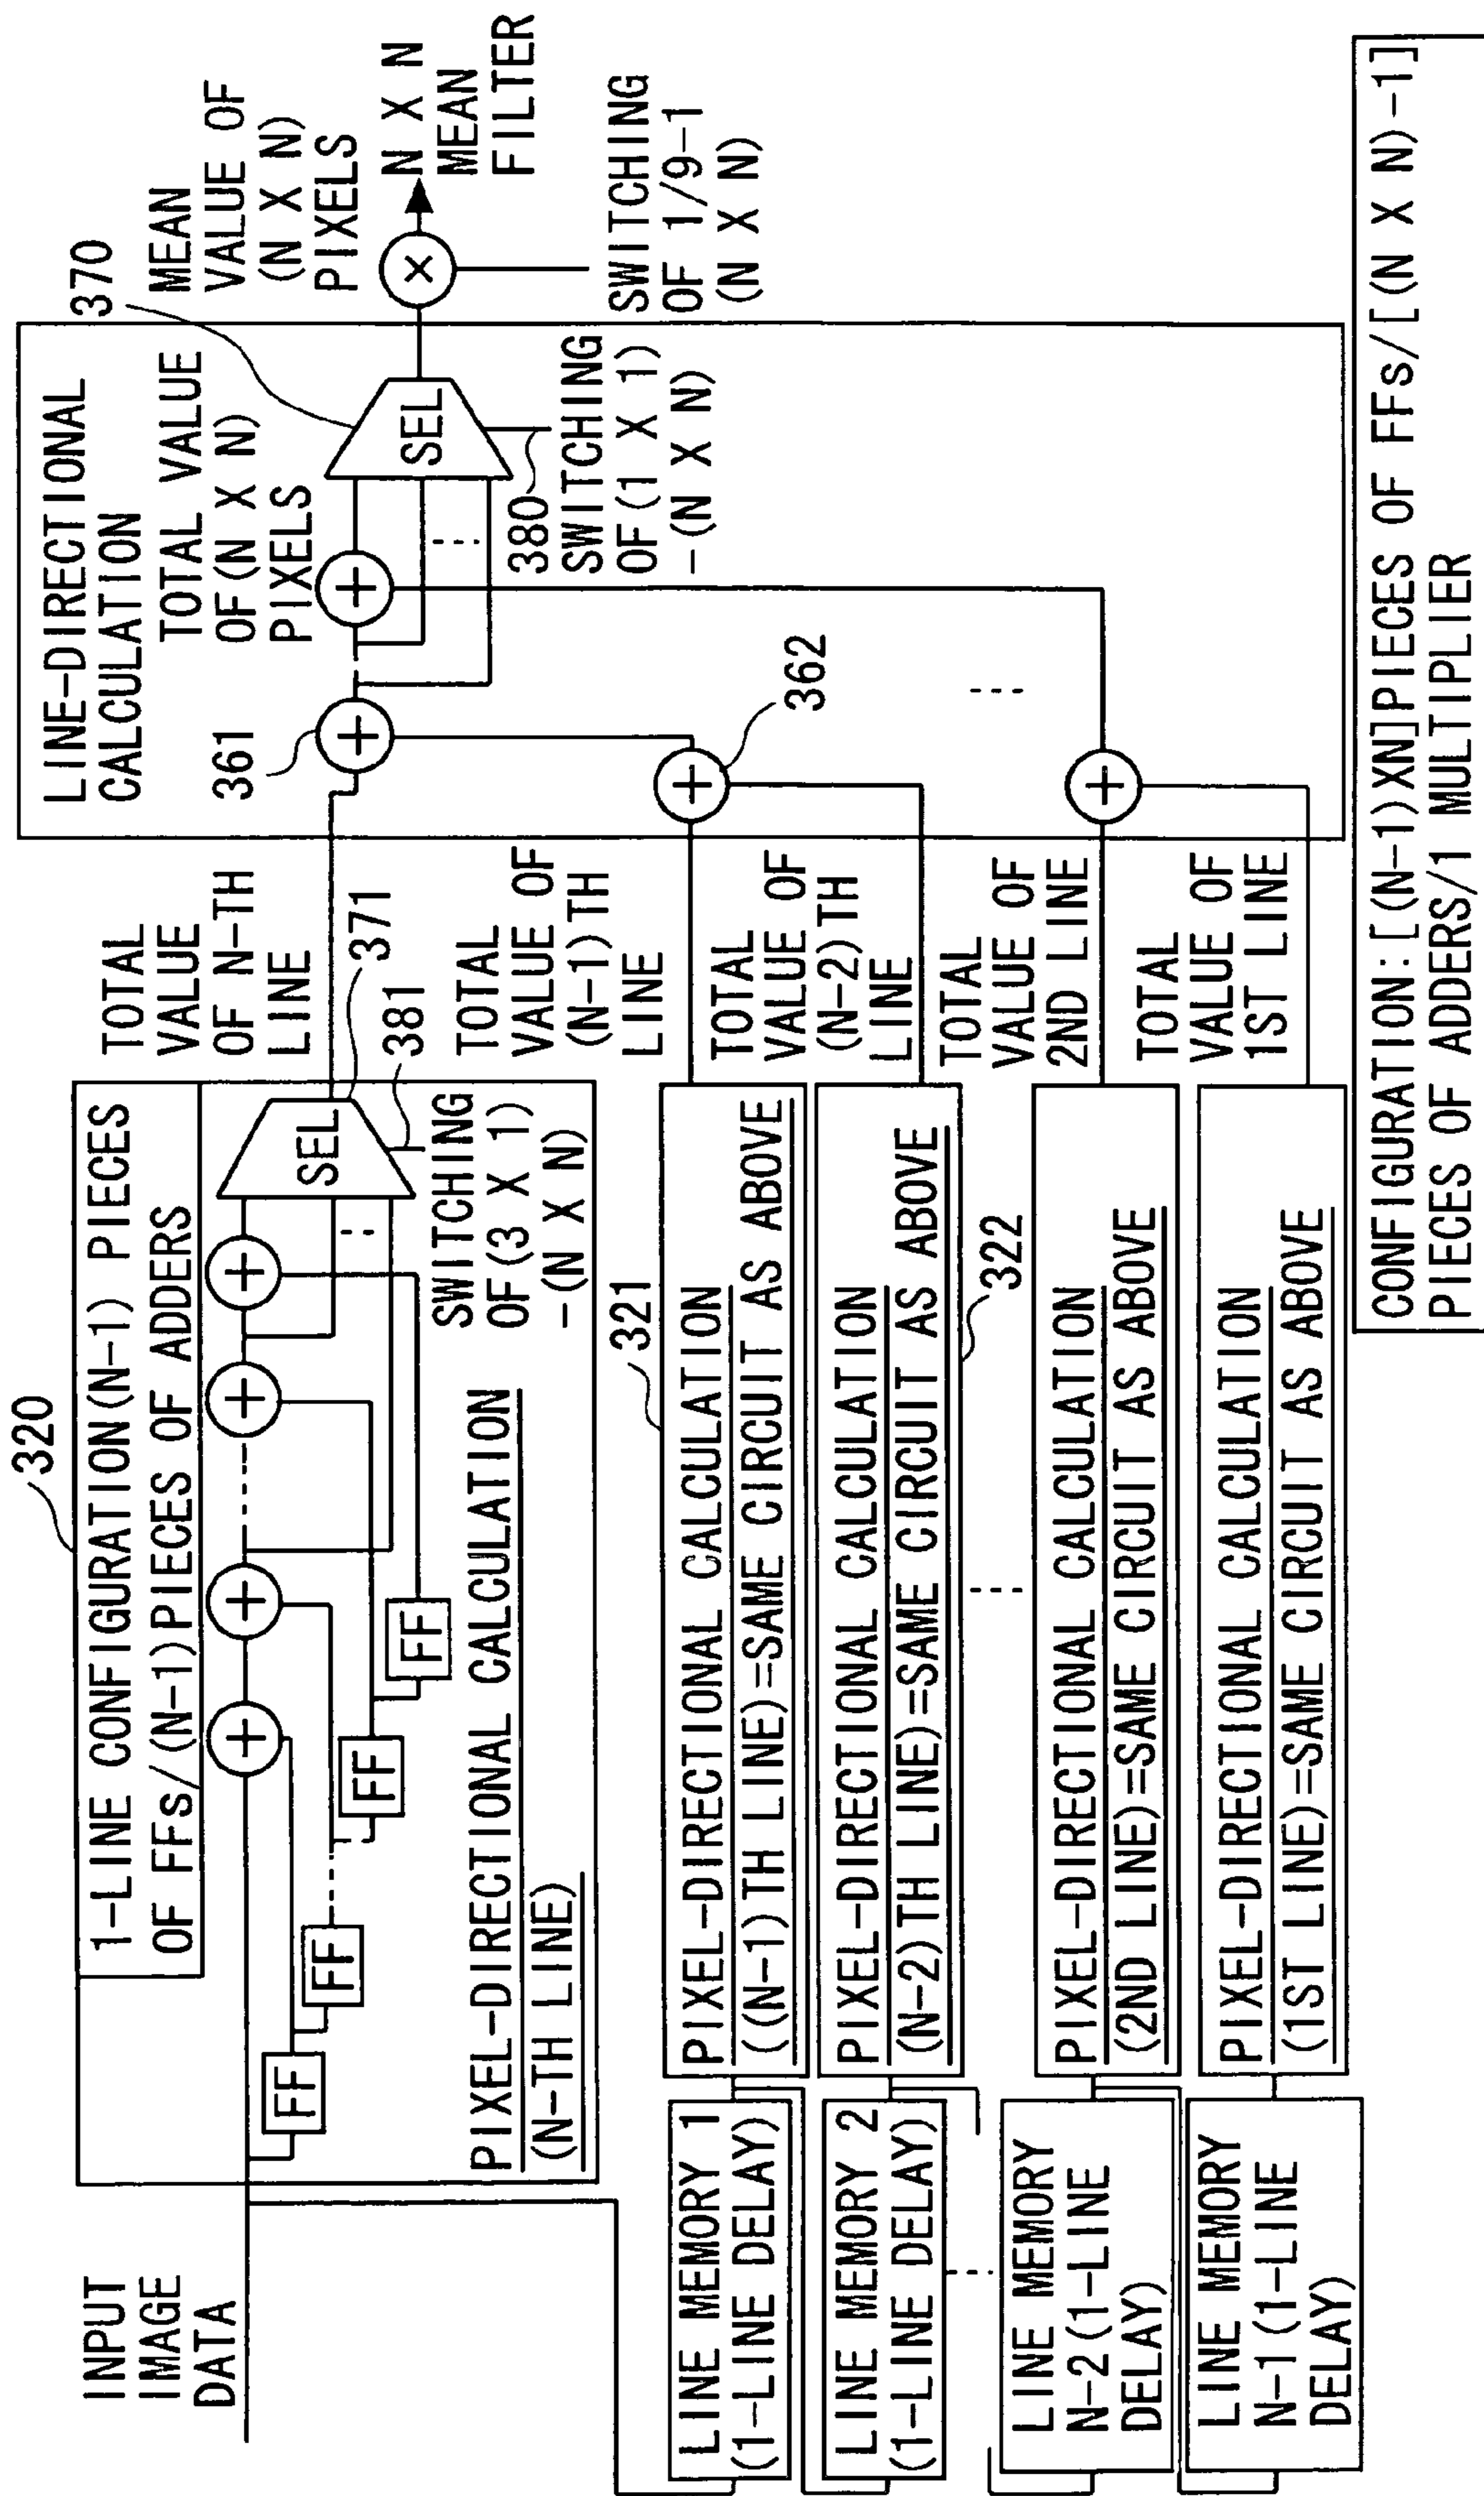 INPUT
IMAGE
DATA
320
1-LINE CONFIGURATION(N-1) PIECES
OF FFs/(N-1)PIECES OF ADDERS
+
+
+
+
FF
FF
FF
FF
SEL
371
381
SWITCHING
OF(3 X 1)
-(N X N)
PIXEL-DIRECTIONAL CALCULATION
(N-TH LINE)
TOTAL
VALUE
OF N-TH
LINE
LINE MEMORY 1
(1-LINE DELAY)
321
PIXEL-DIRECTIONAL CALCULATION
((N-1)TH LINE)=SAME CIRCUIT AS ABOVE
TOTAL
VALUE OF
(N-1)TH
LINE
LINE MEMORY 2
(1-LINE DELAY)
PIXEL-DIRECTIONAL CALCULATION
(N-2)TH LINE)=SAME CIRCUIT AS ABOVE
322
TOTAL
VALUE OF
(N-2)TH
LINE
LINE MEMORY
N-2(1-LINE
DELAY)
PIXEL-DIRECTIONAL CALCULATION
(2ND LINE)=SAME CIRCUIT AS ABOVE
TOTAL
VALUE OF
2ND LINE
LINE MEMORY
N-1(1-LINE
DELAY)
PIXEL-DIRECTIONAL CALCULATION
(1ST LINE)=SAME CIRCUIT AS ABOVE
TOTAL
VALUE OF
1ST LINE
LINE-DIRECTIONAL
CALCULATION
TOTAL VALUE
OF(N X N)
PIXELS
361
+
+
362
+
+
SEL
370
380
SWITCHING
OF(1 X 1)
-(N X N)
MEAN
VALUE OF
(N X N)
PIXELS
×
N X N
MEAN
FILTER
SWITCHING
OF 1/9-1
(N X N)
CONFIGURATION:[(N-1)XN]PIECES OF FFs/[(N X N)-1]
PIECES OF ADDERS/1 MULTIPLIER